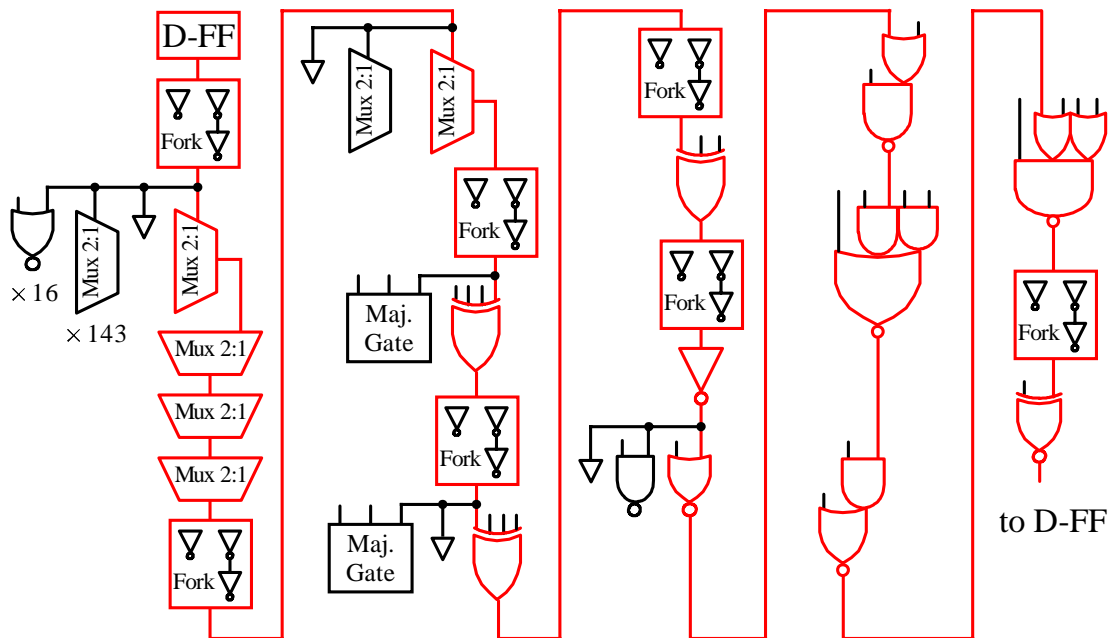 D-FF
Fork
Mux 2:1
Mux 2:1
× 16
× 143
Mux 2:1
Mux 2:1
Mux 2:1
Fork
Mux 2:1
Mux 2:1
Fork
Maj.
Gate
Fork
Maj.
Gate
Fork
Fork
Fork
to D-FF